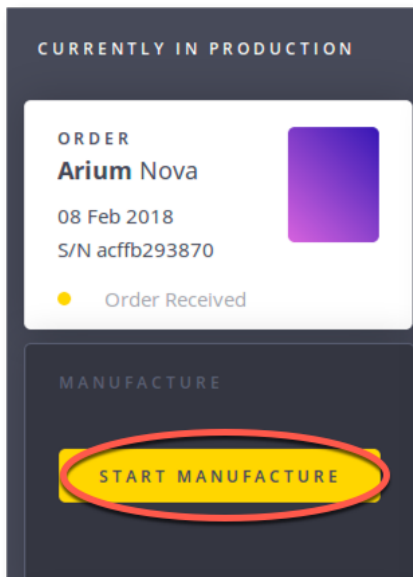 CURRENTLY IN PRODUCTION
ORDER
Arium Nova
08 Feb 2018
S/N acffb293870
Order Received
MANUFACTURE
START MANUFACTURE